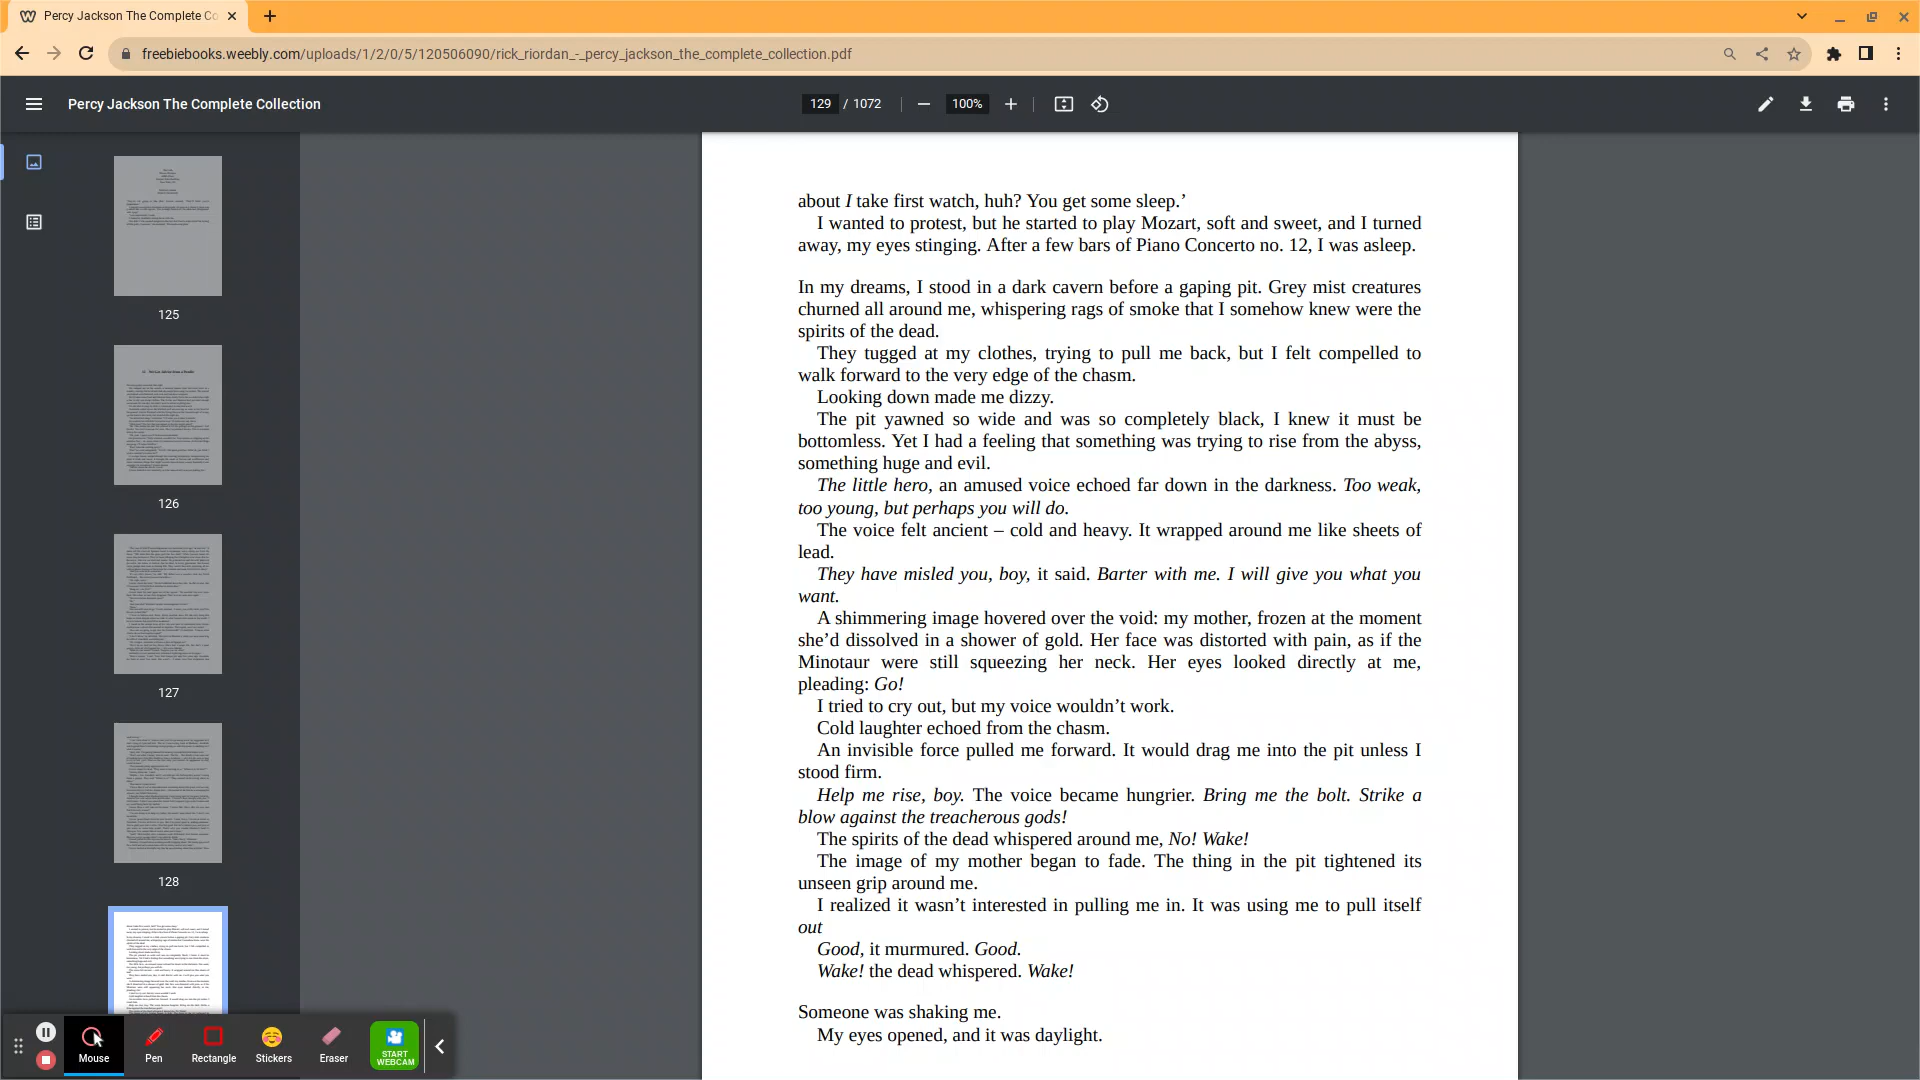 Percy Jackson The Complete Co
freebiebooks.weebly.com/uploads/1/2/0/5/120506090/rick_riordan_-_percy_jackson_the_complete_collection.pdf
Percy Jackson The Complete Collection
129 / 1072
100%
125
126
127
128
about I take first watch, huh? You get some sleep.’
I wanted to protest, but he started to play Mozart, soft and sweet, and I turned
away, my eyes stinging. After a few bars of Piano Concerto no. 12, I was asleep.
In my dreams, I stood in a dark cavern before a gaping pit. Grey mist creatures
churned all around me, whispering rags of smoke that I somehow knew were the
spirits of the dead.
They tugged at my clothes, trying to pull me back, but I felt compelled to
walk forward to the very edge of the chasm.
Looking down made me dizzy.
The pit yawned so wide and was so completely black, I knew it must be
bottomless. Yet I had a feeling that something was trying to rise from the abyss,
something huge and evil.
The little hero, an amused voice echoed far down in the darkness. Too weak,
too young, but perhaps you will do.
The voice felt ancient – cold and heavy. It wrapped around me like sheets of
lead.
They have misled you, boy, it said. Barter with me. I will give you what you
want.
A shimmering image hovered over the void: my mother, frozen at the moment
she’d dissolved in a shower of gold. Her face was distorted with pain, as if the
Minotaur were still squeezing her neck. Her eyes looked directly at me,
pleading: Go!
I tried to cry out, but my voice wouldn’t work.
Cold laughter echoed from the chasm.
An invisible force pulled me forward. It would drag me into the pit unless I
stood firm.
Help me rise, boy. The voice became hungrier. Bring me the bolt. Strike a
blow against the treacherous gods!
The spirits of the dead whispered around me, No! Wake!
The image of my mother began to fade. The thing in the pit tightened its
unseen grip around me.
I realized it wasn’t interested in pulling me in. It was using me to pull itself
out
Good, it murmured. Good.
Wake! the dead whispered. Wake!
Someone was shaking me.
My eyes opened, and it was daylight.
Mouse
Pen
Rectangle
Stickers
Eraser
START
WEBCAM